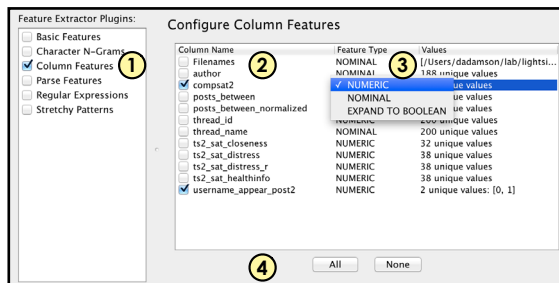 Feature Extractor Plugins:
Basic Features
Character N-Grams
Column Features
Parse Features
Regular Expressions
Stretchy Patterns
1
Configure Column Features
Column Name Feature Type Values
Filenames NOMINAL [/Users/dadamson/lab/lightsi...
author NOMINAL 188 unique values
compsat2 ✓ NUMERIC ue values
posts_between NOMINAL ue values
posts_between_normalized EXPAND TO BOOLEAN ue values
thread_id 200 unique values
thread_name NOMINAL 200 unique values
ts2_sat_closeness NUMERIC 32 unique values
ts2_sat_distress NUMERIC 38 unique values
ts2_sat_distress_r NUMERIC 38 unique values
ts2_sat_healthinfo NUMERIC 38 unique values
username_appear_post2 NUMERIC 2 unique values: [0, 1]
2
3
4
All None